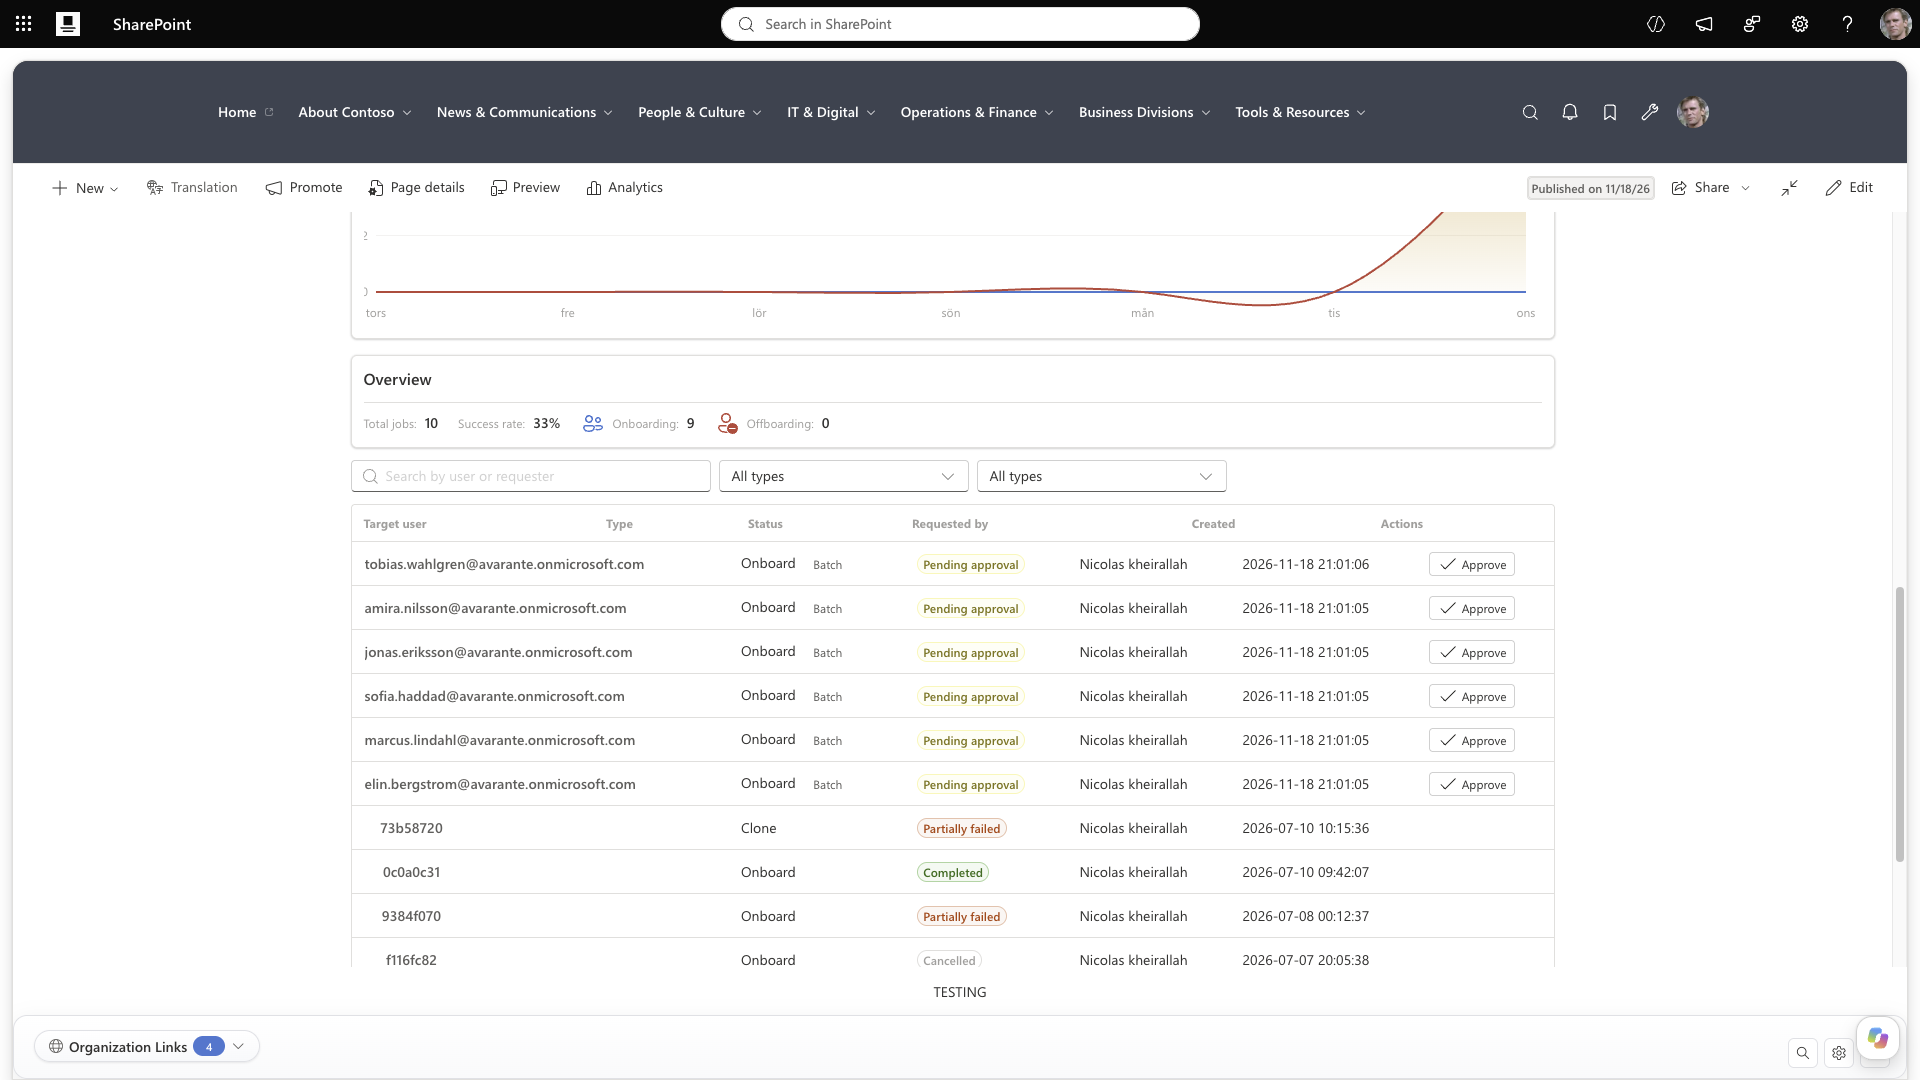 SharePoint
Search in SharePoint
Home
About Contoso
News & Communications
People & Culture
IT & Digital
Operations & Finance
Business Divisions
Tools & Resources
New
Translation
Promote
Page details
Preview
Analytics
Published on 11/18/26
Share
Edit
2
0
tors fre lör sön mån tis ons
Overview
Total jobs: 10 Success rate: 33% Onboarding: 9 Offboarding: 0
Search by user or requester
All types
All types
Target user Type Status Requested by Created Actions
tobias.wahlgren@avarante.onmicrosoft.com Onboard Batch Pending approval Nicolas kheirallah 2026-11-18 21:01:06 Approve
amira.nilsson@avarante.onmicrosoft.com Onboard Batch Pending approval Nicolas kheirallah 2026-11-18 21:01:05 Approve
jonas.eriksson@avarante.onmicrosoft.com Onboard Batch Pending approval Nicolas kheirallah 2026-11-18 21:01:05 Approve
sofia.haddad@avarante.onmicrosoft.com Onboard Batch Pending approval Nicolas kheirallah 2026-11-18 21:01:05 Approve
marcus.lindahl@avarante.onmicrosoft.com Onboard Batch Pending approval Nicolas kheirallah 2026-11-18 21:01:05 Approve
elin.bergstrom@avarante.onmicrosoft.com Onboard Batch Pending approval Nicolas kheirallah 2026-11-18 21:01:05 Approve
73b58720 Clone Partially failed Nicolas kheirallah 2026-07-10 10:15:36
0c0a0c31 Onboard Completed Nicolas kheirallah 2026-07-10 09:42:07
9384f070 Onboard Partially failed Nicolas kheirallah 2026-07-08 00:12:37
f116fc82 Onboard Cancelled Nicolas kheirallah 2026-07-07 20:05:38
TESTING
Organization Links 4